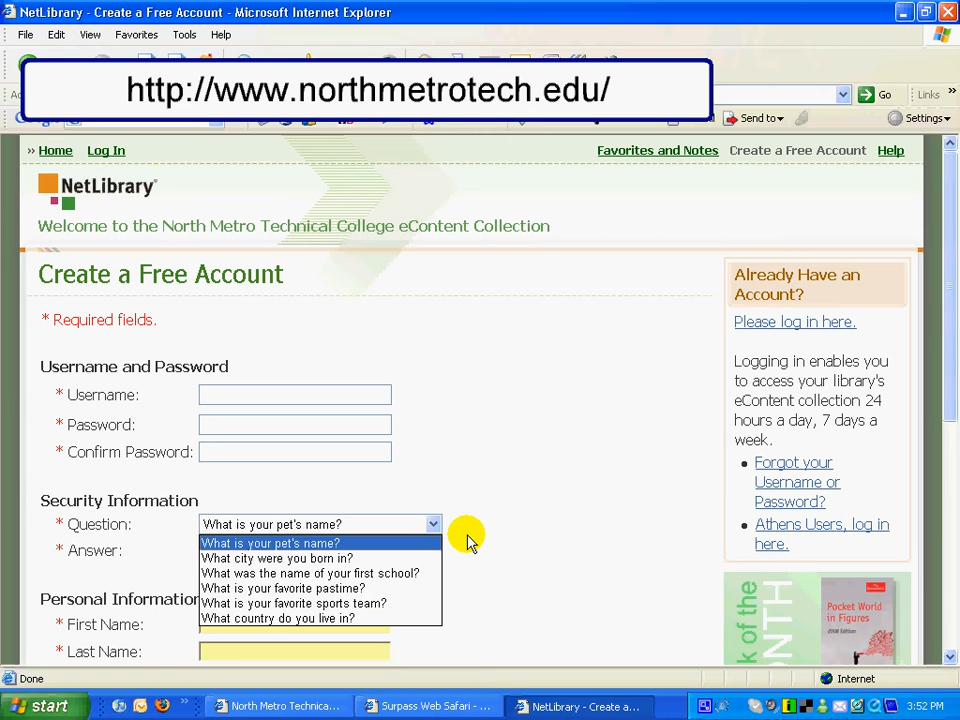 NetLibrary - Create a Free Account - Microsoft Internet Explorer
File Edit View Favorites Tools Help
http://www.northmetrotech.edu/
Go Links »
Send to Settings
» Home Log In Favorites and Notes Create a Free Account Help
NetLibrary
Welcome to the North Metro Technical College eContent Collection
Create a Free Account
* Required fields.
Username and Password
* Username:
* Password:
* Confirm Password:
Security Information
* Question: What is your pet's name?
What is your pet's name?
* Answer:
What city were you born in?
What was the name of your first school?
What is your favorite pastime?
What is your favorite sports team?
What country do you live in?
Personal Information
* First Name:
* Last Name:
Already Have an
Account?
Please log in here.
Logging in enables you
to access your library's
eContent collection 24
hours a day, 7 days a
week.
• Forgot your
Username or
Password?
• Athens Users, log in
here.
Pocket World
in Figures
Done Internet
start » North Metro Technica... Surpass Web Safari - ... NetLibrary - Create a... 3:52 PM